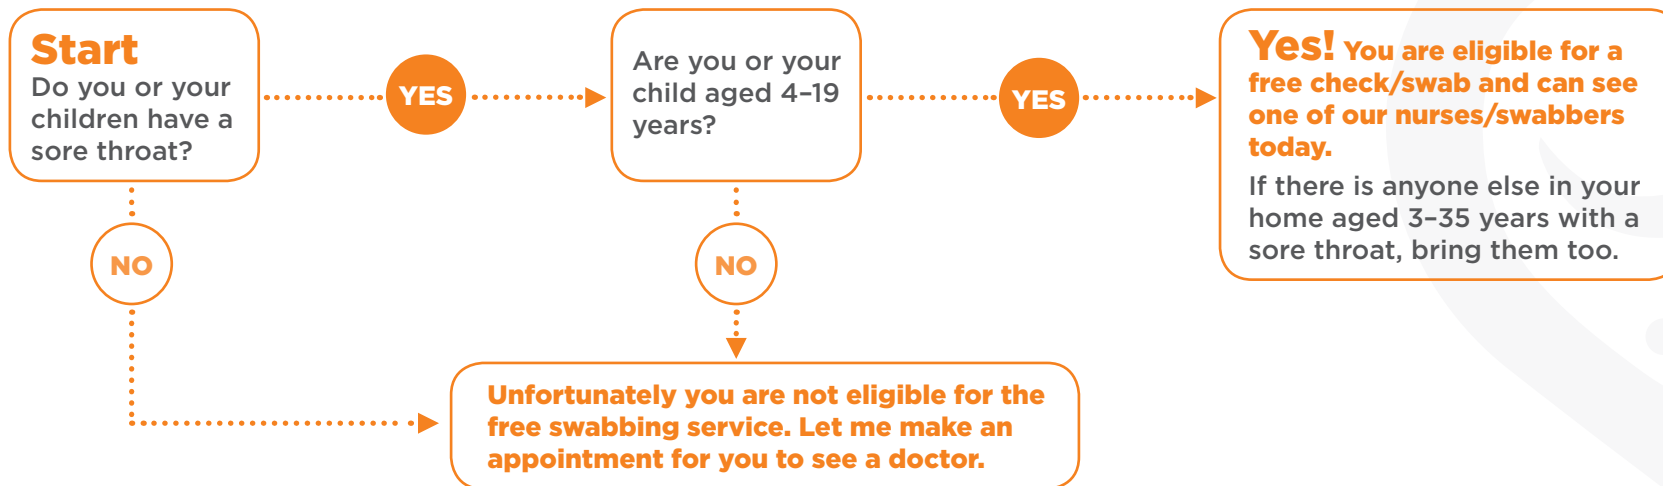 Start
Do you or your
children have a
sore throat?
YES
Are you or your
child aged 4–19
years?
YES
Yes! You are eligible for a
free check/swab and can see
one of our nurses/swabbers
today.
If there is anyone else in your
home aged 3–35 years with a
sore throat, bring them too.
NO
NO
Unfortunately you are not eligible for the
free swabbing service. Let me make an
appointment for you to see a doctor.